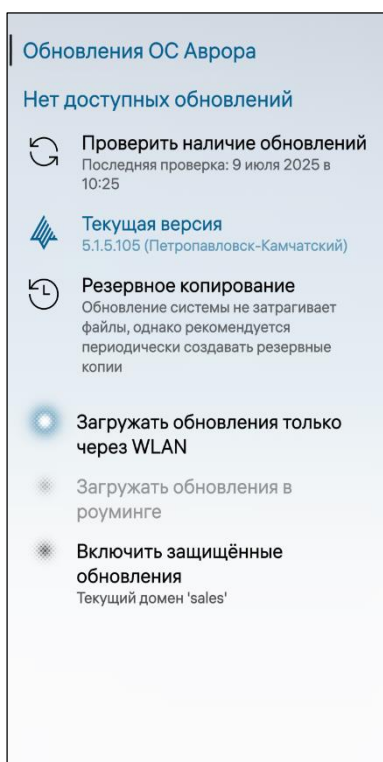 Обновления ОС Аврора
Нет доступных обновлений
Проверить наличие обновлений
Последняя проверка: 9 июля 2025 в
10:25
Текущая версия
5.1.5.105 (Петропавловск-Камчатский)
Резервное копирование
Обновление системы не затрагивает
файлы, однако рекомендуется
периодически создавать резервные
копии
Загружать обновления только
через WLAN
Загружать обновления в
роуминге
Включить защищённые
обновления
Текущий домен 'sales'